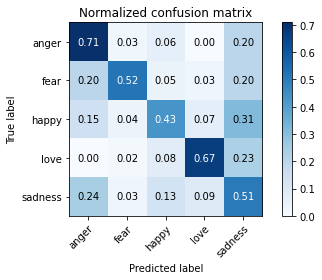 Normalized confusion matrix
True label
anger 0.71 0.03 0.06 0.00 0.20
fear 0.20 0.52 0.05 0.03 0.20
happy 0.15 0.04 0.43 0.07 0.31
love 0.00 0.02 0.08 0.67 0.23
sadness 0.24 0.03 0.13 0.09 0.51
anger fear happy love sadness
Predicted label
0.7
0.6
0.5
0.4
0.3
0.2
0.1
0.0